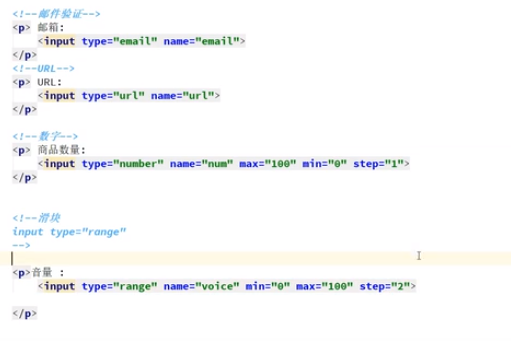 <!--邮件验证-->
<p> 邮箱:
<input type="email" name="email">
</p>
<!--URL-->
<p> URL:
<input type="url" name="url">
</p>
<!--数字-->
<p> 商品数量:
<input type="number" name="num" max="100" min="0" step="1">
</p>
<!--滑块
input type="range"
-->
<p>音量 :
<input type="range" name="voice" min="0" max="100" step="2">
</p>